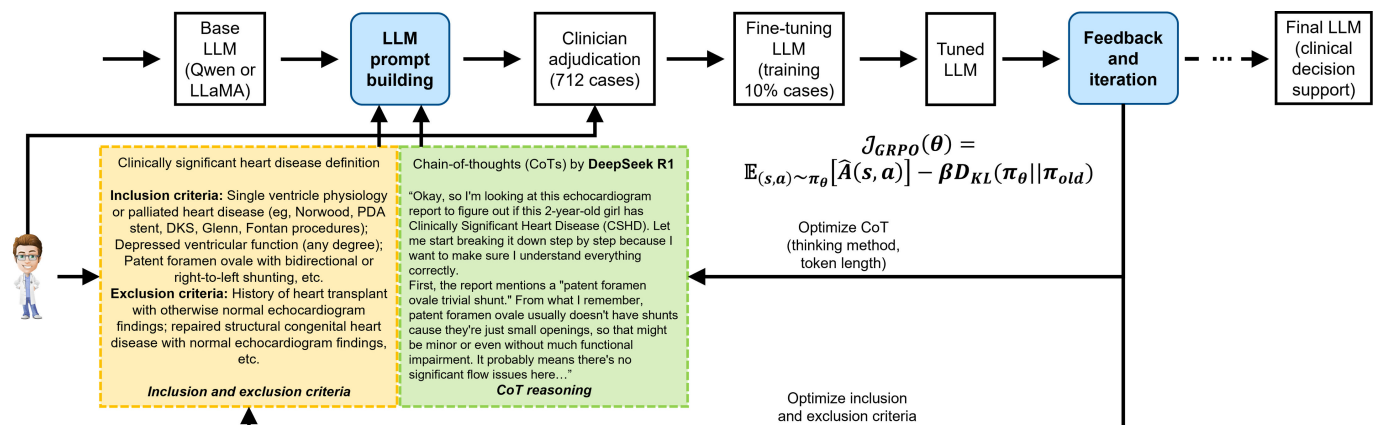 Base
LLM
(Qwen or
LLaMA)
LLM
prompt
building
Clinician
adjudication
(712 cases)
Fine-tuning
LLM
(training
10% cases)
Tuned
LLM
Feedback
and
iteration
...
Final LLM
(clinical
decision
support)
Clinically significant heart disease definition
Inclusion criteria: Single ventricle physiology
or palliated heart disease (eg, Norwood, PDA
stent, DKS, Glenn, Fontan procedures);
Depressed ventricular function (any degree);
Patent foramen ovale with bidirectional or
right-to-left shunting, etc.
Exclusion criteria: History of heart transplant
with otherwise normal echocardiogram
findings; repaired structural congenital heart
disease with normal echocardiogram findings,
etc.
Inclusion and exclusion criteria
Chain-of-thoughts (CoTs) by DeepSeek R1
“Okay, so I'm looking at this echocardiogram
report to figure out if this 2-year-old girl has
Clinically Significant Heart Disease (CSHD). Let
me start breaking it down step by step because I
want to make sure I understand everything
correctly.
First, the report mentions a "patent foramen
ovale trivial shunt." From what I remember,
patent foramen ovale usually doesn't have shunts
cause they're just small openings, so that might
be minor or even without much functional
impairment. It probably means there's no
significant flow issues here…”
CoT reasoning
𝒥_GRPO(θ) =
𝔼_(s,a)~π_θ[Â(s, a)] − βD_KL(π_θ||π_old)
Optimize CoT
(thinking method,
token length)
Optimize inclusion
and exclusion criteria